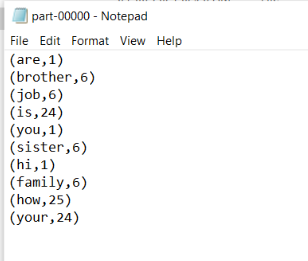 part-00000 - Notepad
File Edit Format View Help
(are,1)
(brother,6)
(job,6)
(is,24)
(you,1)
(sister,6)
(hi,1)
(family,6)
(how,25)
(your,24)